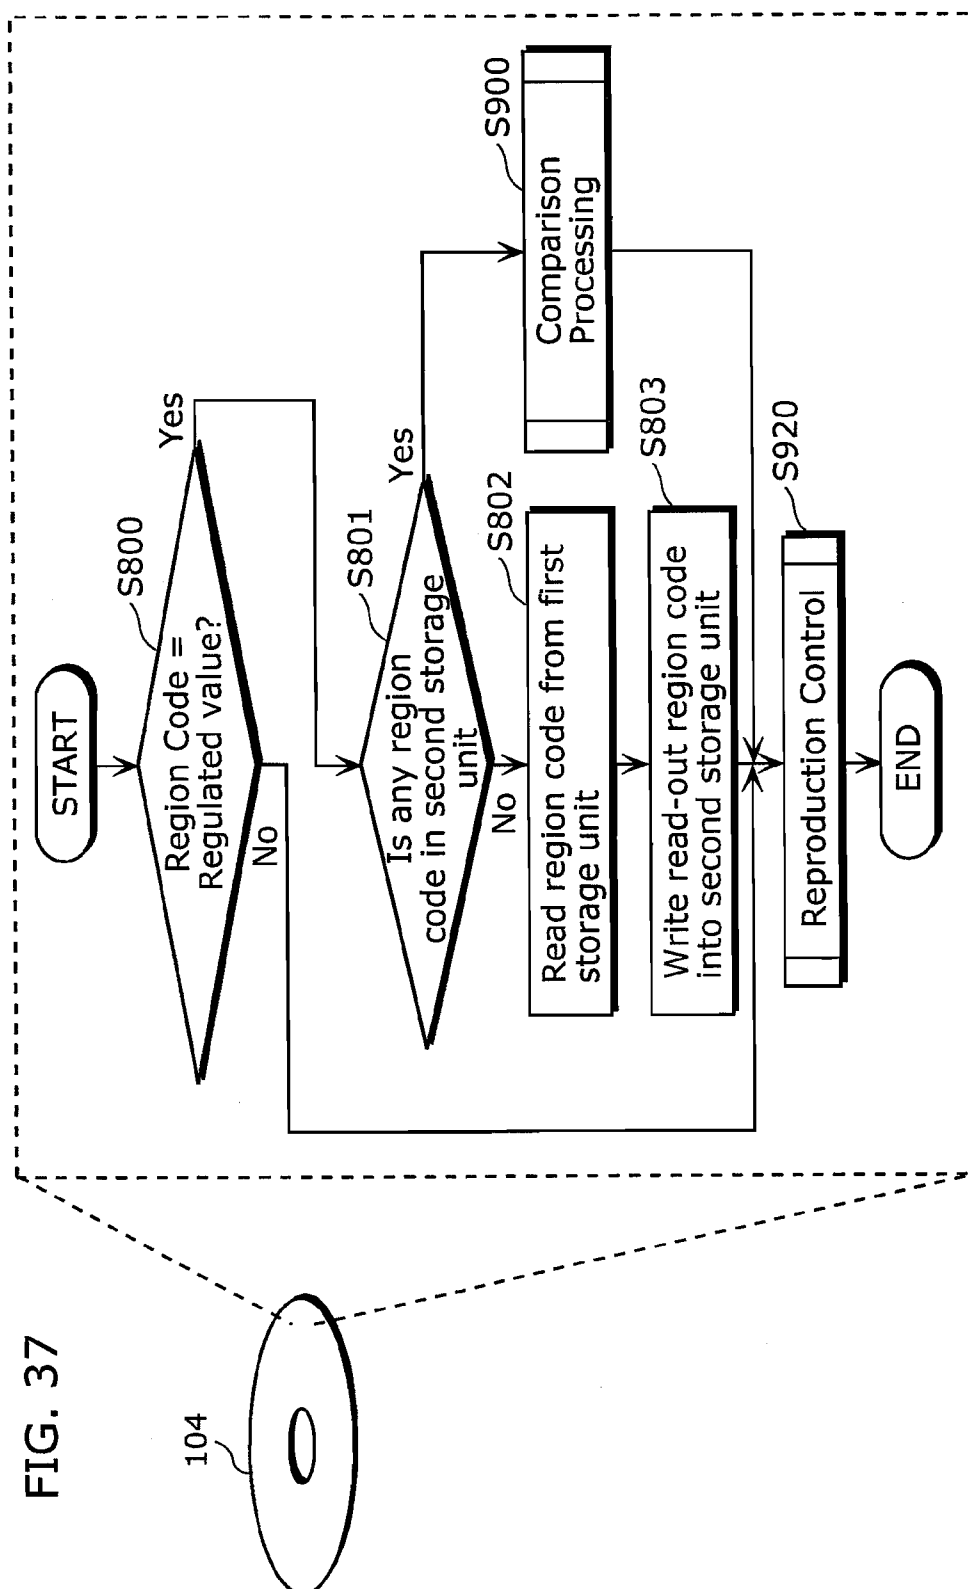 FIG. 37
104
START
S800
Region Code =
Regulated value?
Yes
No
S801
Is any region
code in second storage
unit
Yes
No
S900
Comparison
Processing
S802
Read region code from first
storage unit
S803
Write read-out region code
into second storage unit
S920
Reproduction Control
END